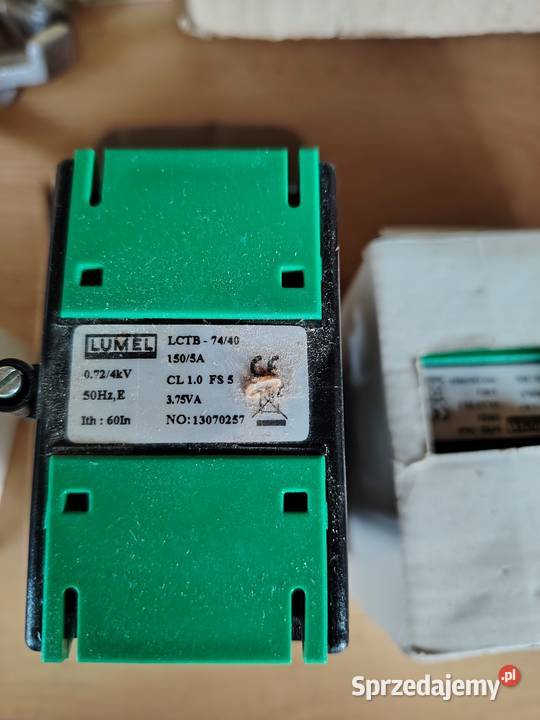 LUMEL
LCTB - 74/40
150/5A
0.72/4kV
CL 1.0 FS 5
50Hz,E
3.75VA
Ith : 60In
NO:13070257
CE
Sprzedajemy.pl